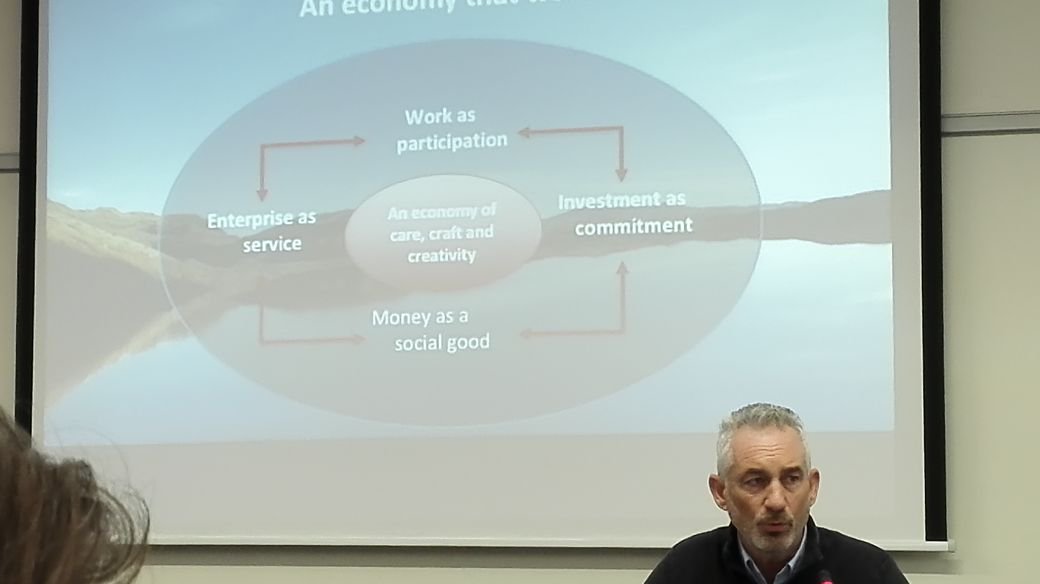 An economy that
Work as
participation
Enterprise as
service
An economy of
care, craft and
creativity
Investment as
commitment
Money as a
social good